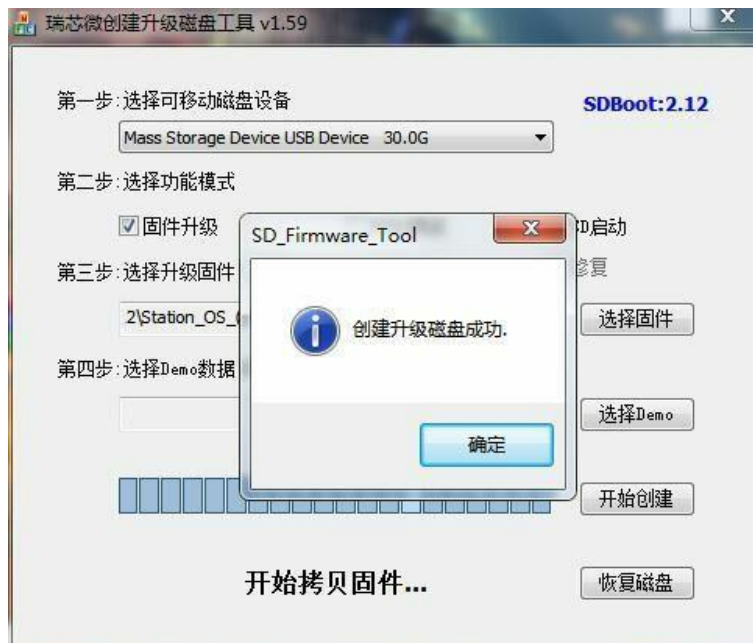 瑞芯微创建升级磁盘工具 v1.59
第一步:选择可移动磁盘设备
SDBoot:2.12
Mass Storage Device USB Device 30.0G
第二步:选择功能模式
固件升级
SD_Firmware_Tool
D启动
第三步:选择升级固件
修复
2\Station_OS_
创建升级磁盘成功.
选择固件
第四步:选择Demo数据
选择Demo
确定
开始创建
开始拷贝固件...
恢复磁盘